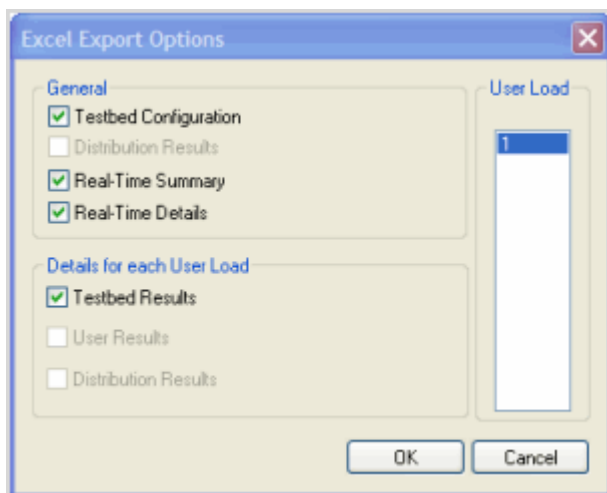 Excel Export Options
General
Testbed Configuration
Distribution Results
Real-Time Summary
Real-Time Details
Details for each User Load
Testbed Results
User Results
Distribution Results
User Load
1
OK
Cancel